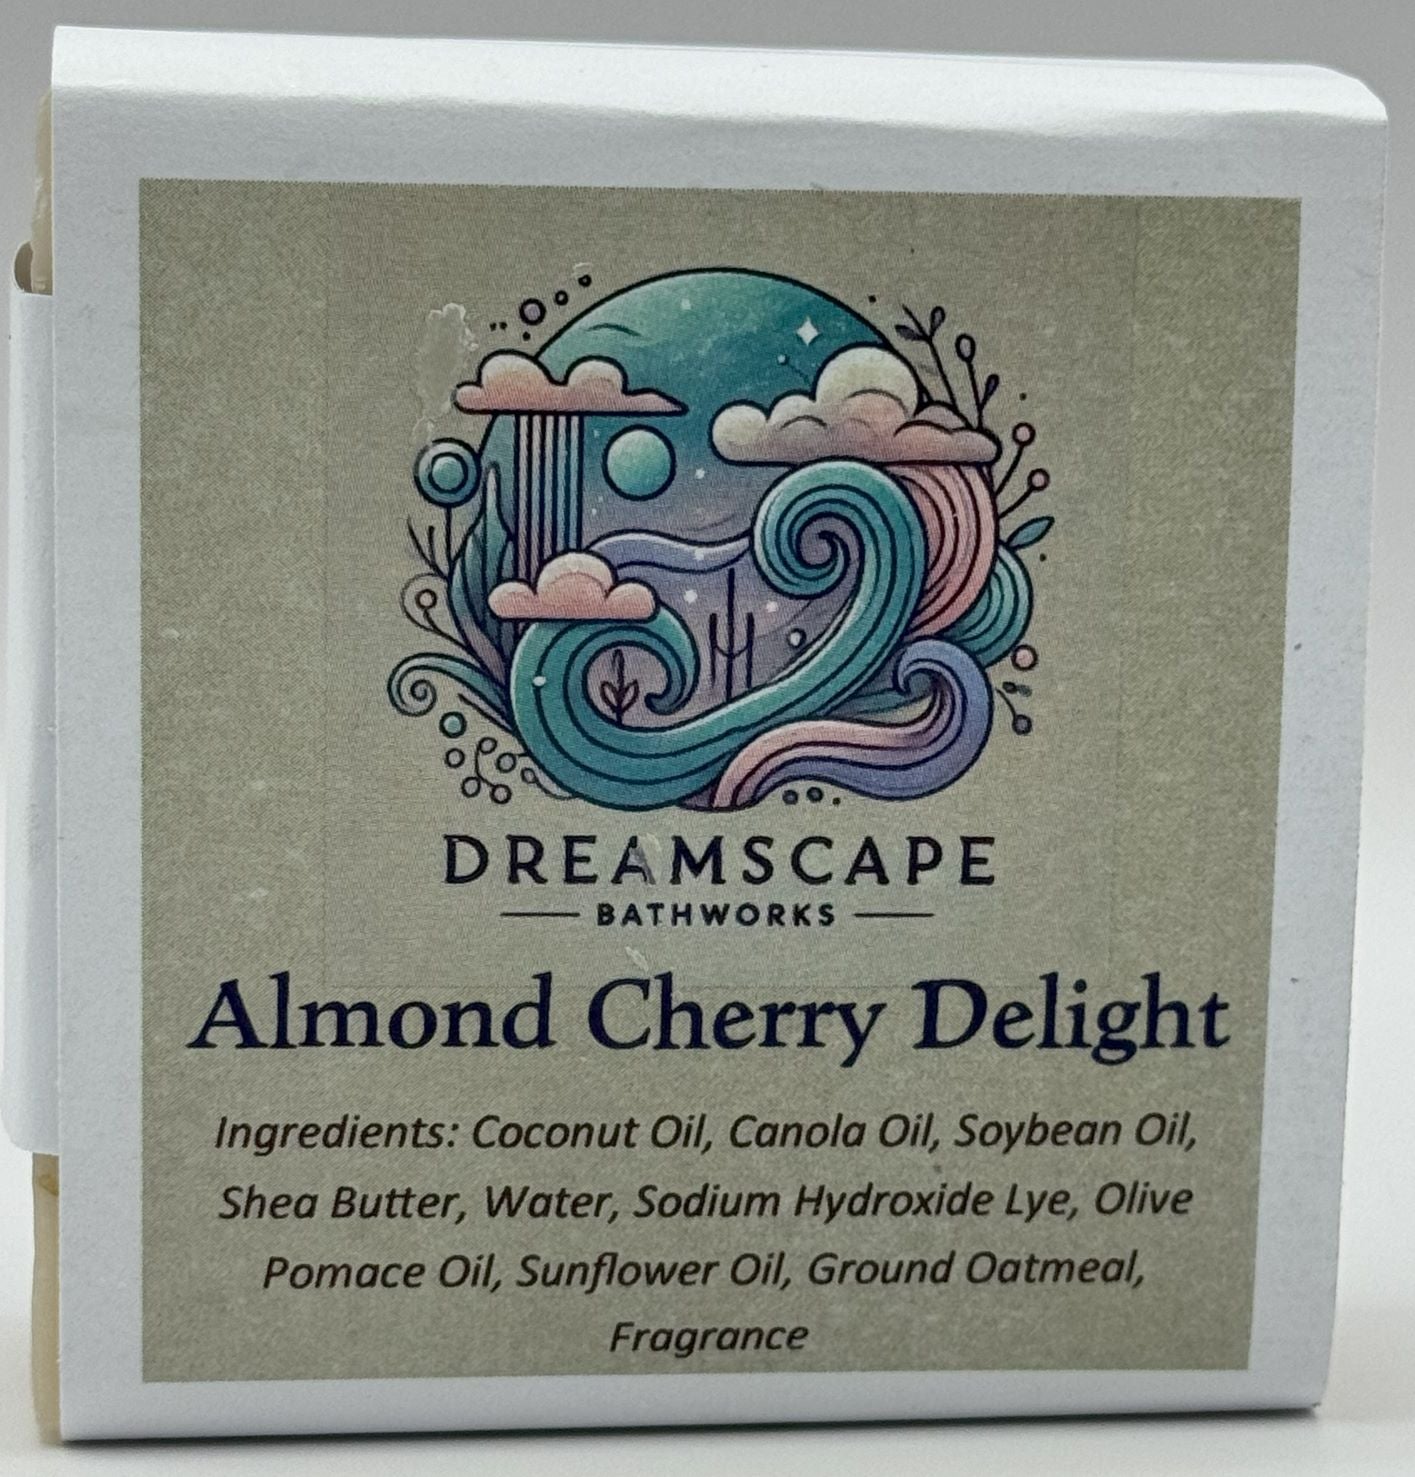 DREAMSCAPE
BATHWORKS
Almond Cherry Delight
Ingredients: Coconut Oil, Canola Oil, Soybean Oil,
Shea Butter, Water, Sodium Hydroxide Lye, Olive
Pomace Oil, Sunflower Oil, Ground Oatmeal,
Fragrance